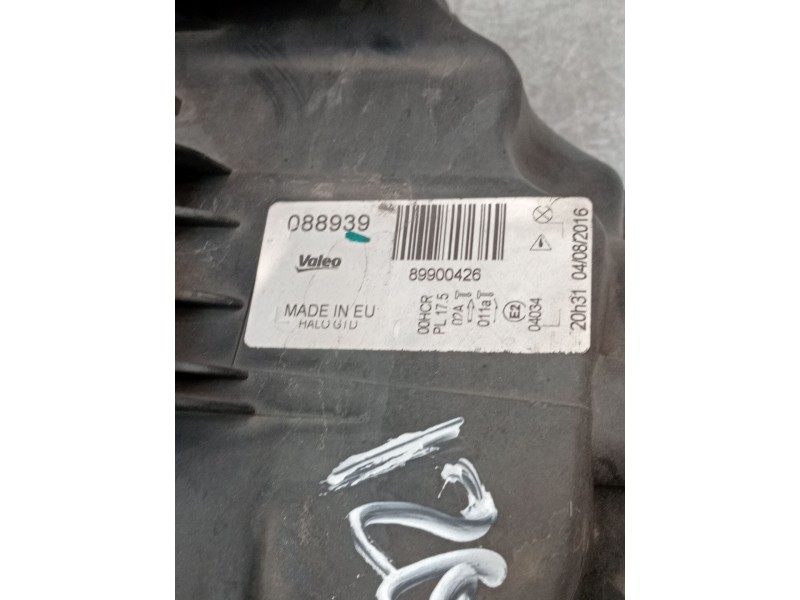 088939
Valeo
89900426
MADE IN EU
HALO GTD
00HCR
PL 17.5
02A
011a
E2
04034
20h31 04/08/2016